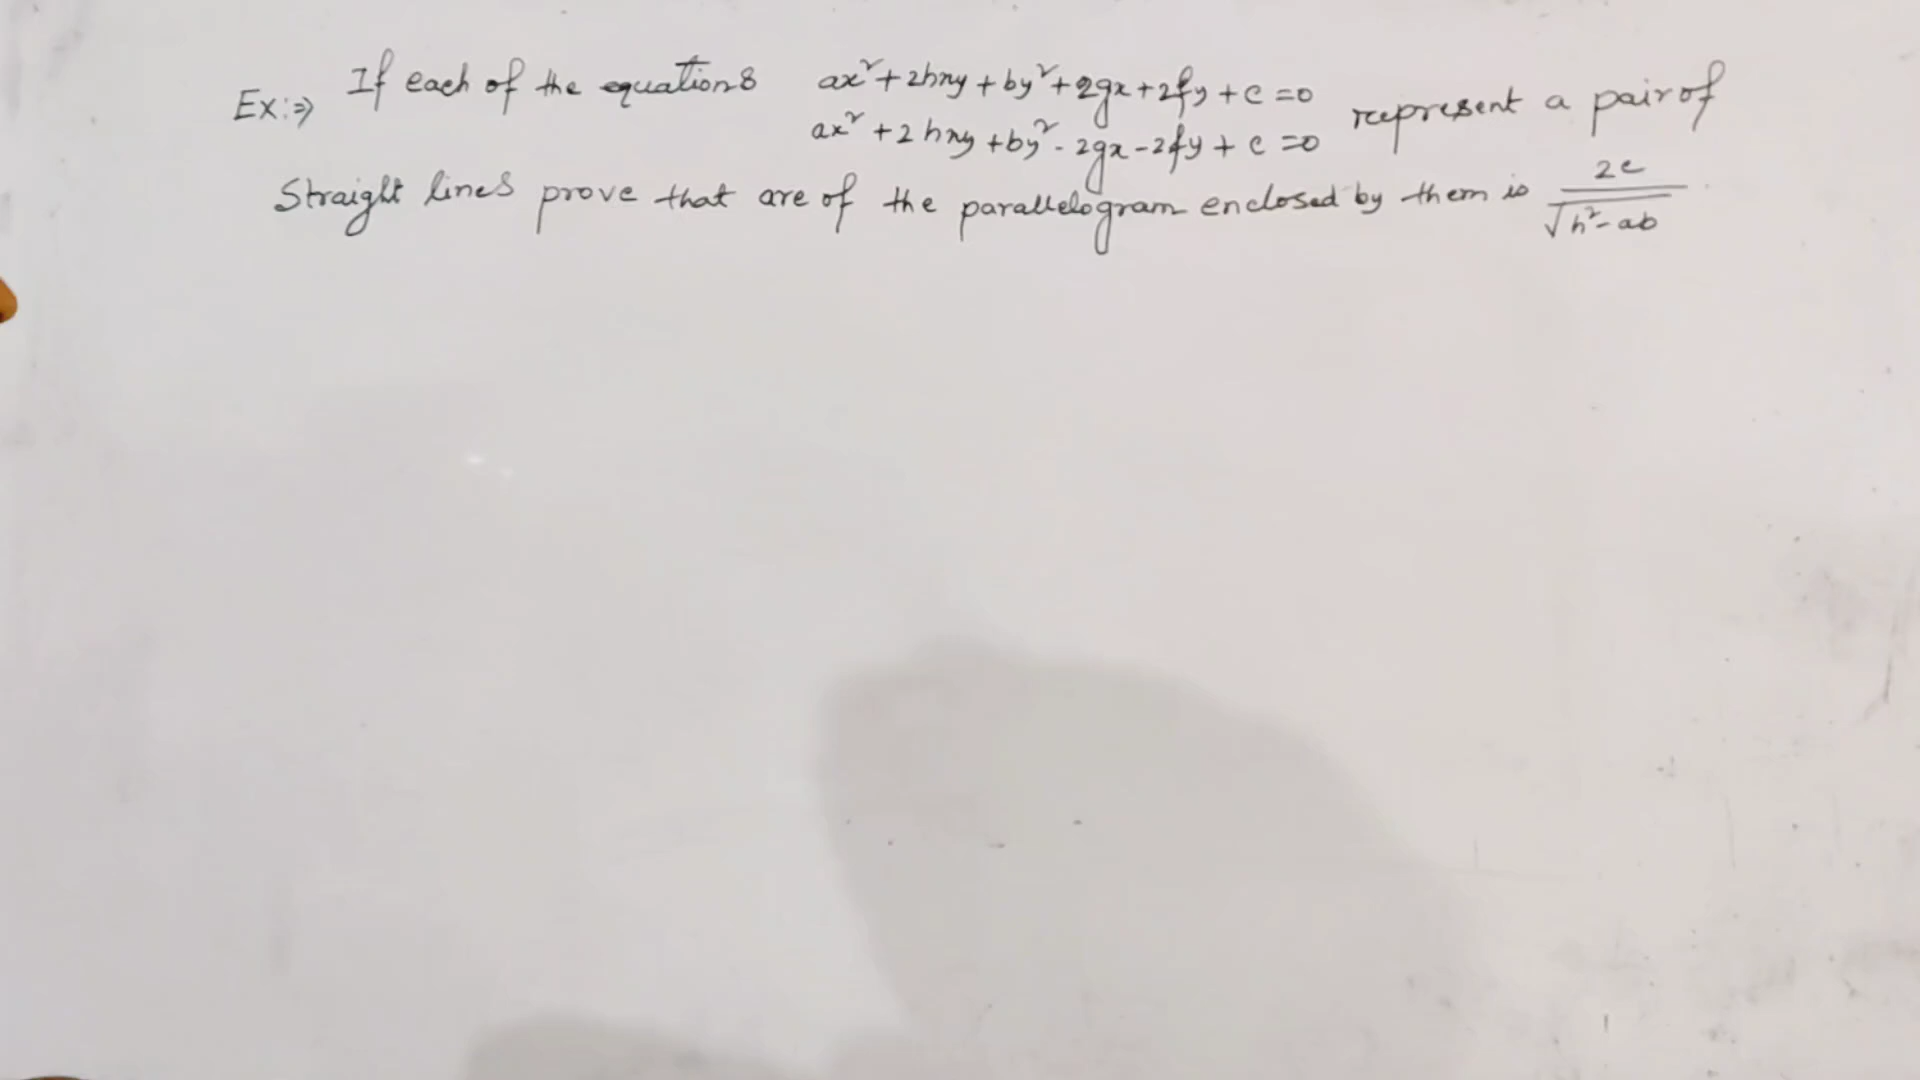 Ex:⇒ If each of the equations ax²+2hxy+by²+2gx+2fy+c=0
ax²+2hxy+by²-2gx-2fy+c=0 represent a pair of
Straight lines prove that are of the parallelogram enclosed by them is 2c/√h²-ab